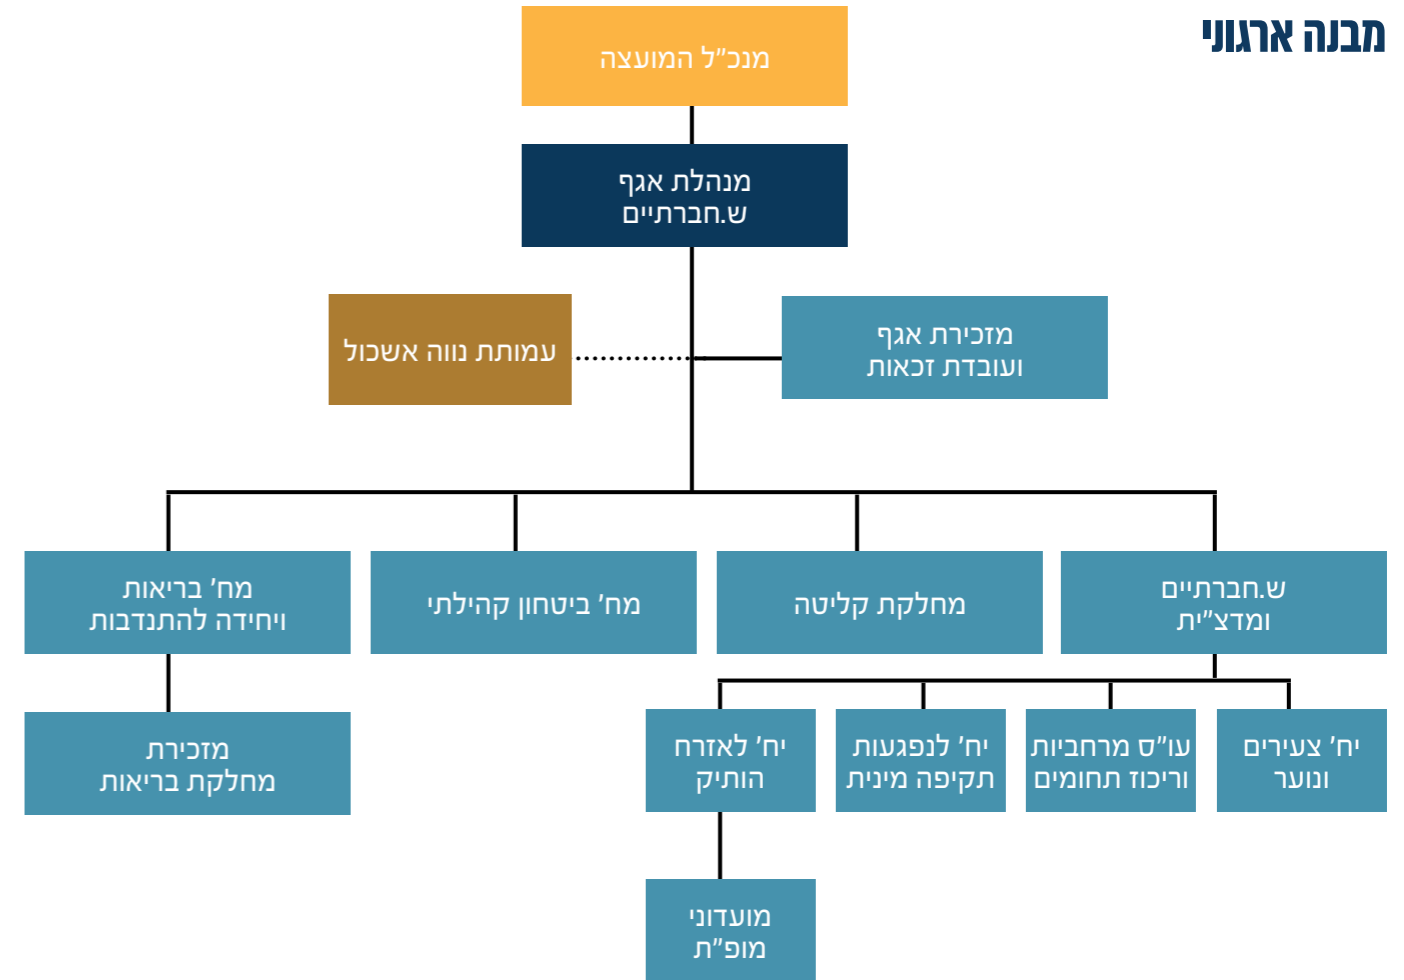 מבנה ארגוני
מנכ"ל המועצה
מנהלת אגף
ש.חברתיים
מזכירת אגף
ועובדת זכאות
עמותת נווה אשכול
ש.חברתיים
ומדצ"ית
מחלקת קליטה
מח' ביטחון קהילתי
מח' בריאות
ויחידה להתנדבות
יח' צעירים
ונוער
עו"ס מרחביות
וריכוז תחומים
יח' לנפגעות
תקיפה מינית
יח' לאזרח
הותיק
מזכירת
מחלקת בריאות
מועדוני
מופ"ת